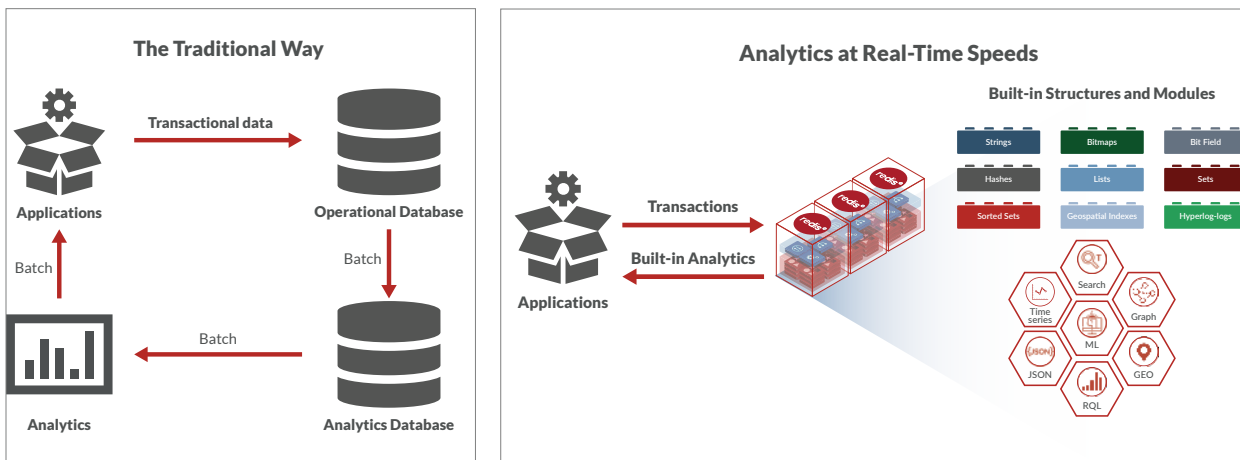 The Traditional Way
Transactional data
Applications
Operational Database
Batch
Batch
Batch
Analytics
Analytics Database
Analytics at Real-Time Speeds
Built-in Structures and Modules
Strings
Bitmaps
Bit Field
Hashes
Lists
Sets
Sorted Sets
Geospatial Indexes
Hyperlog-logs
Transactions
Built-in Analytics
Applications
redis
redis
redis
T
Search
Time
series
Graph
ML
{JSON}
JSON
GEO
RQL